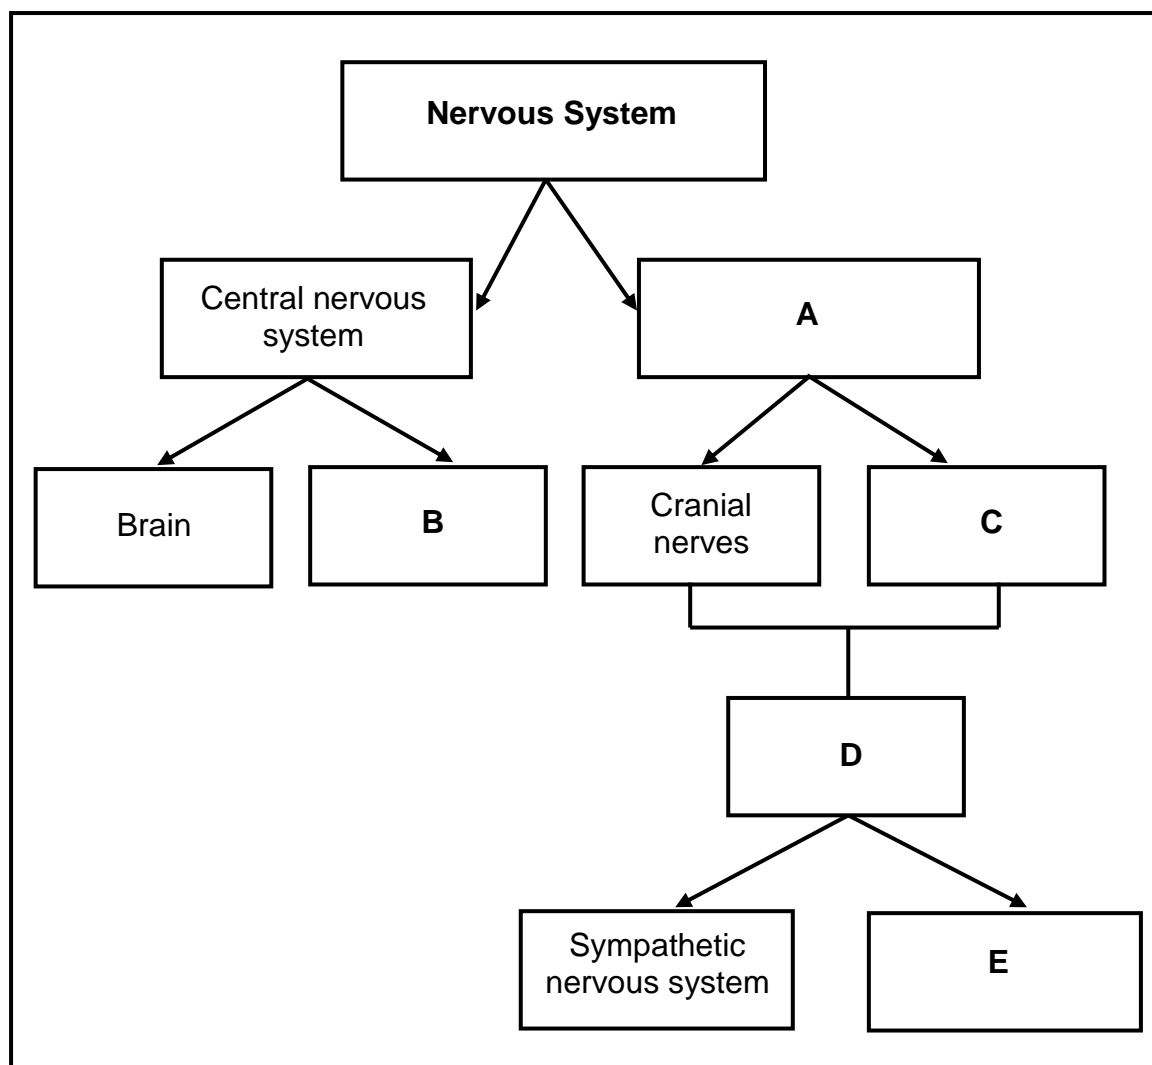 Nervous System
Central nervous
system
A
Brain
B
Cranial
nerves
C
D
Sympathetic
nervous system
E